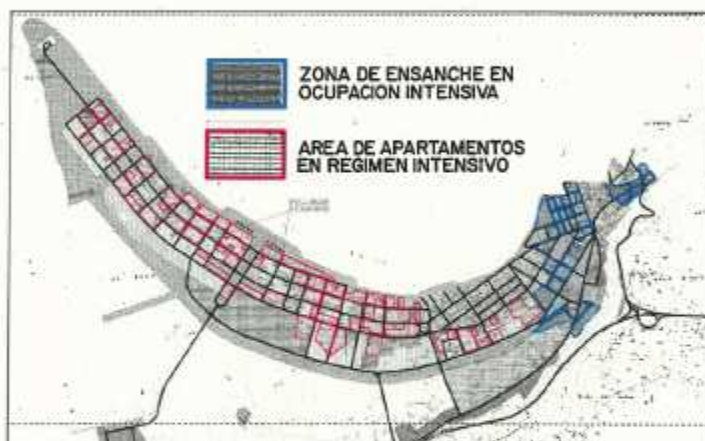 ZONA DE ENSANCHE EN
OCUPACION INTENSIVA
AREA DE APARTAMENTOS
EN REGIMEN INTENSIVO